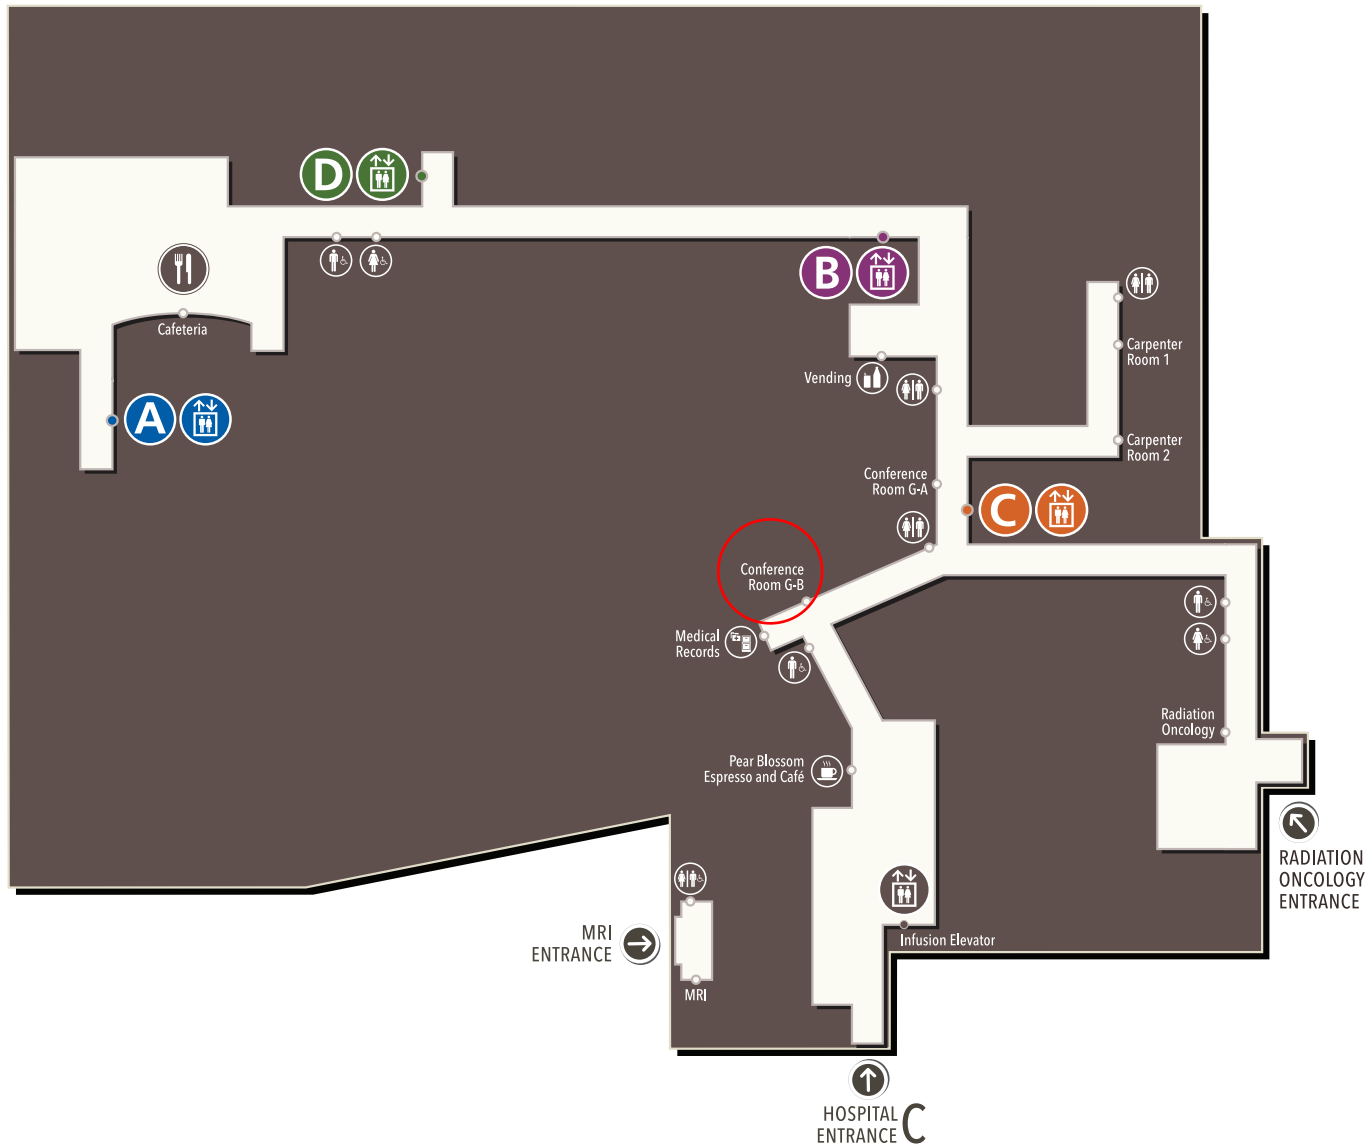 D
B
Cafeteria
A
Vending
Carpenter
Room 1
Carpenter
Room 2
Conference
Room G-A
C
Conference
Room G-B
Medical
Records
Radiation
Oncology
Pear Blossom
Espresso and Café
RADIATION
ONCOLOGY
ENTRANCE
MRI
ENTRANCE
Infusion Elevator
MRI
HOSPITAL
ENTRANCE C